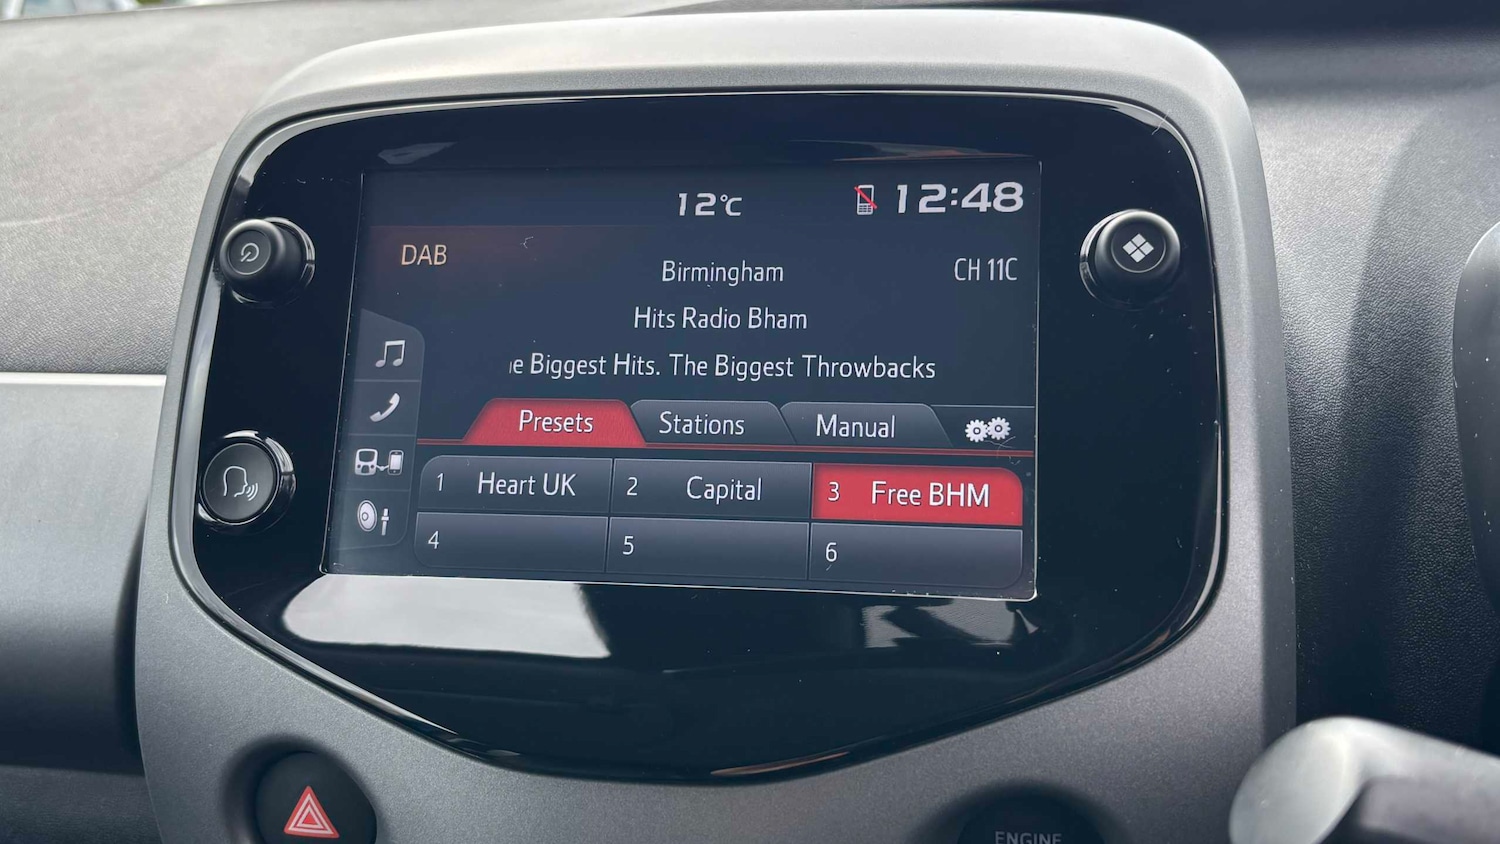 12°C 12:48
DAB
Birmingham CH 11C
Hits Radio Bham
e Biggest Hits. The Biggest Throwbacks
Presets Stations Manual
1 Heart UK 2 Capital 3 Free BHM
4 5 6
ENGINE